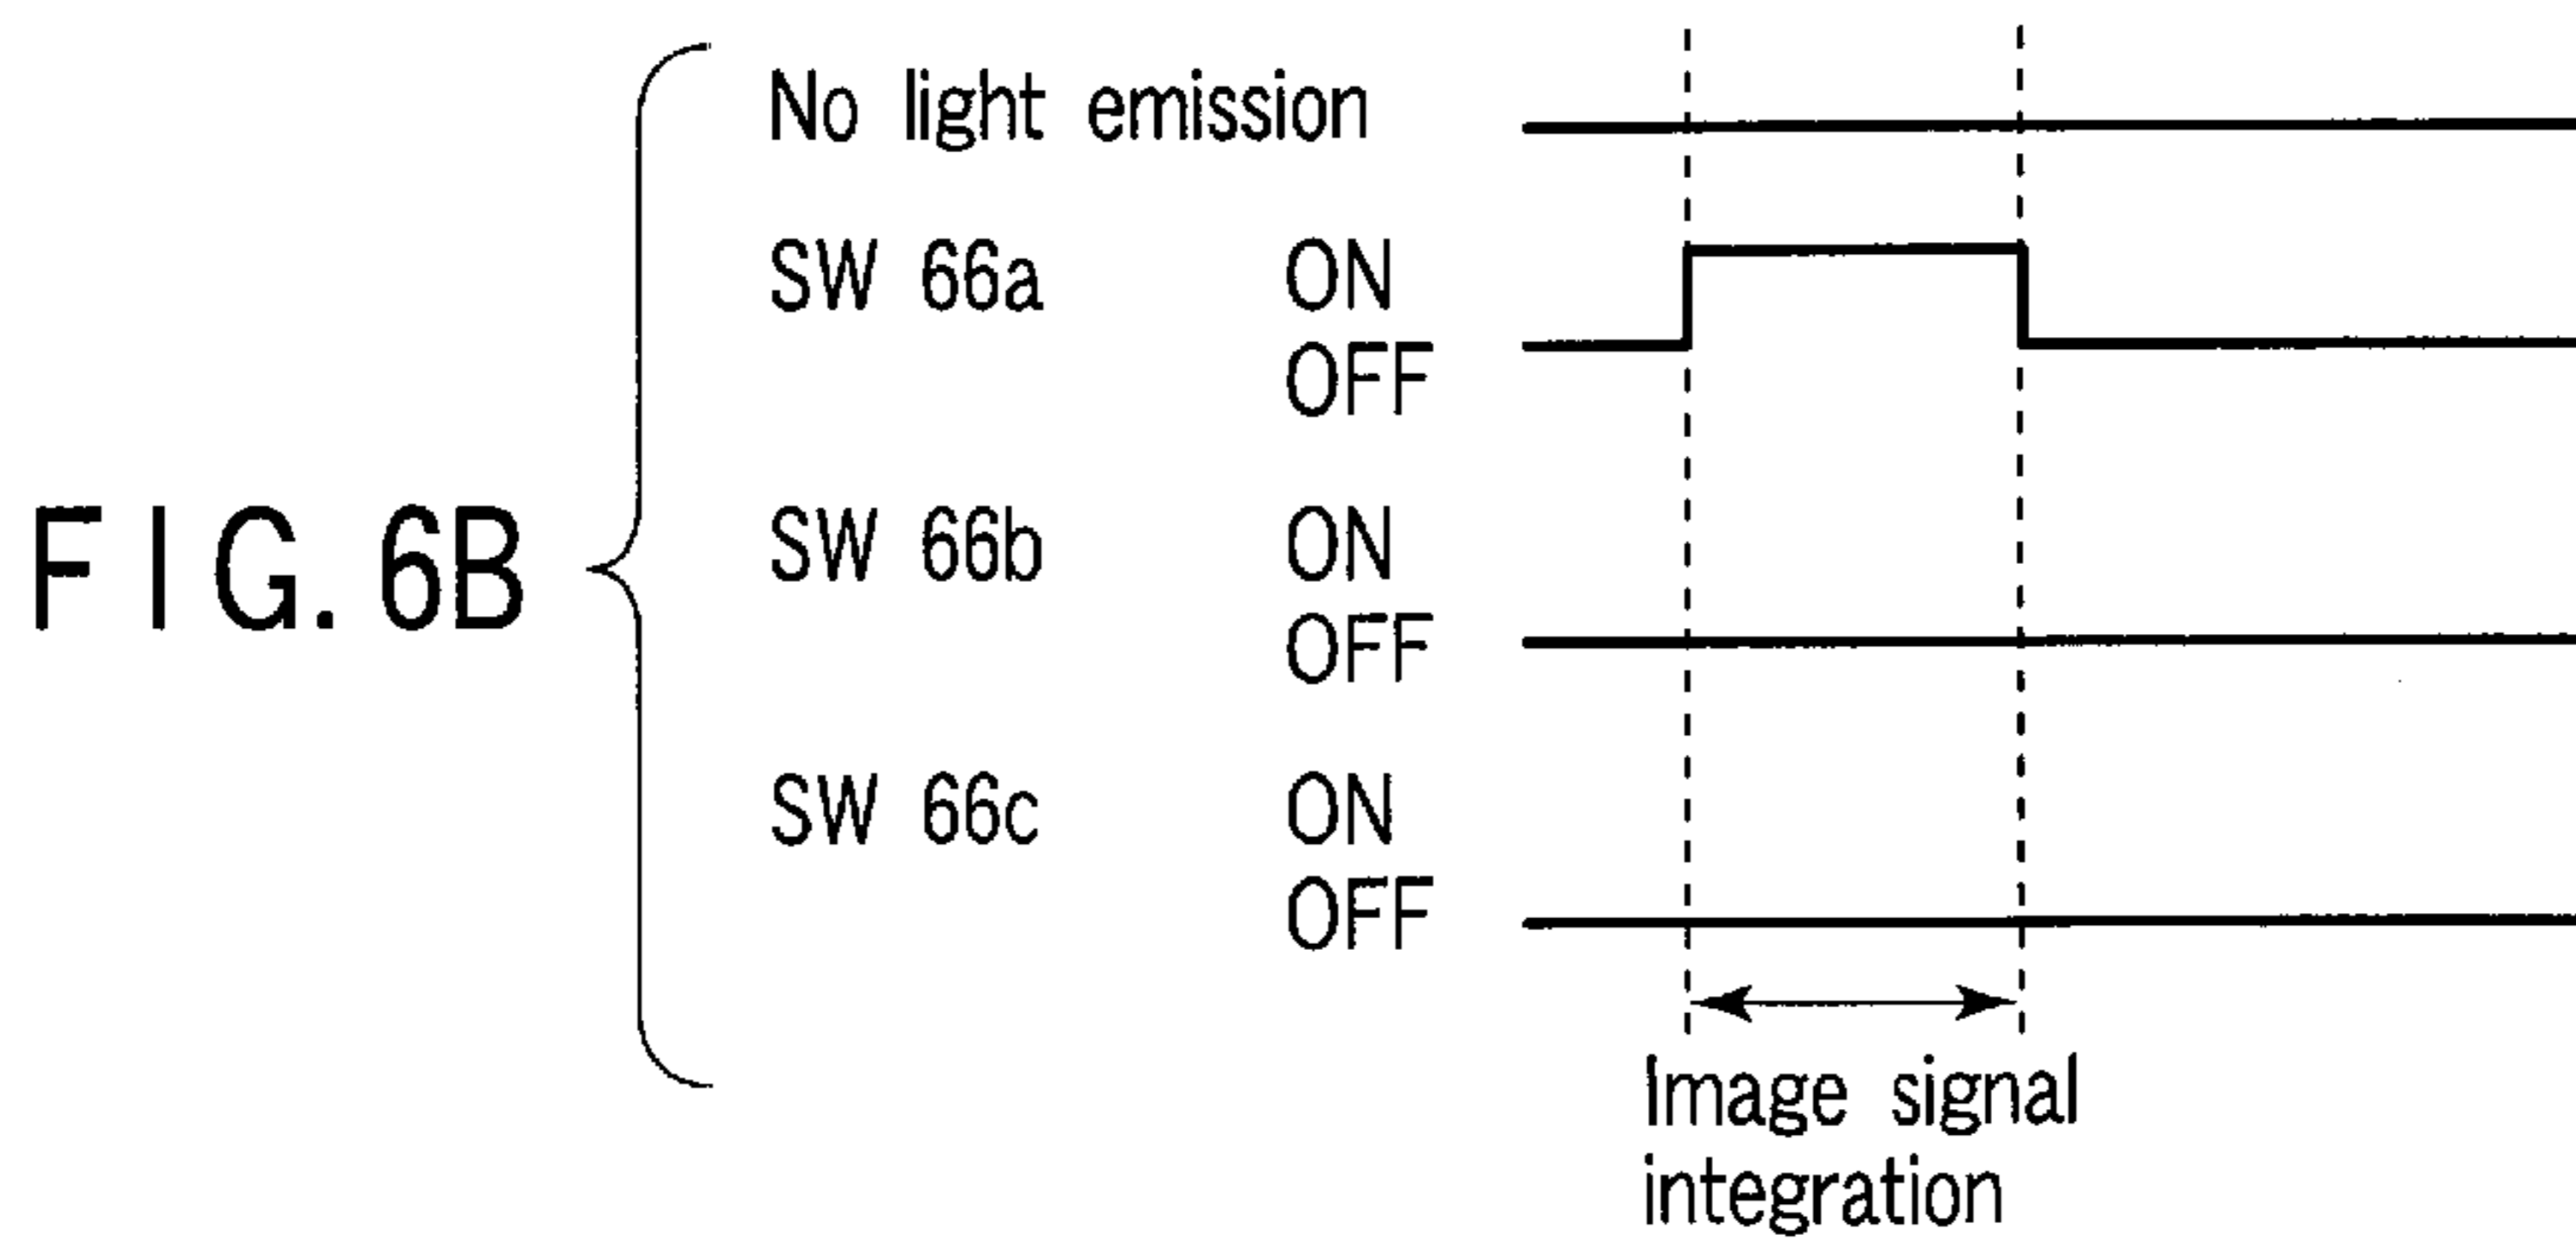 No light emission
SW 66a ON
OFF
FIG. 6B
SW 66b ON
OFF
SW 66c ON
OFF
Image signal
integration